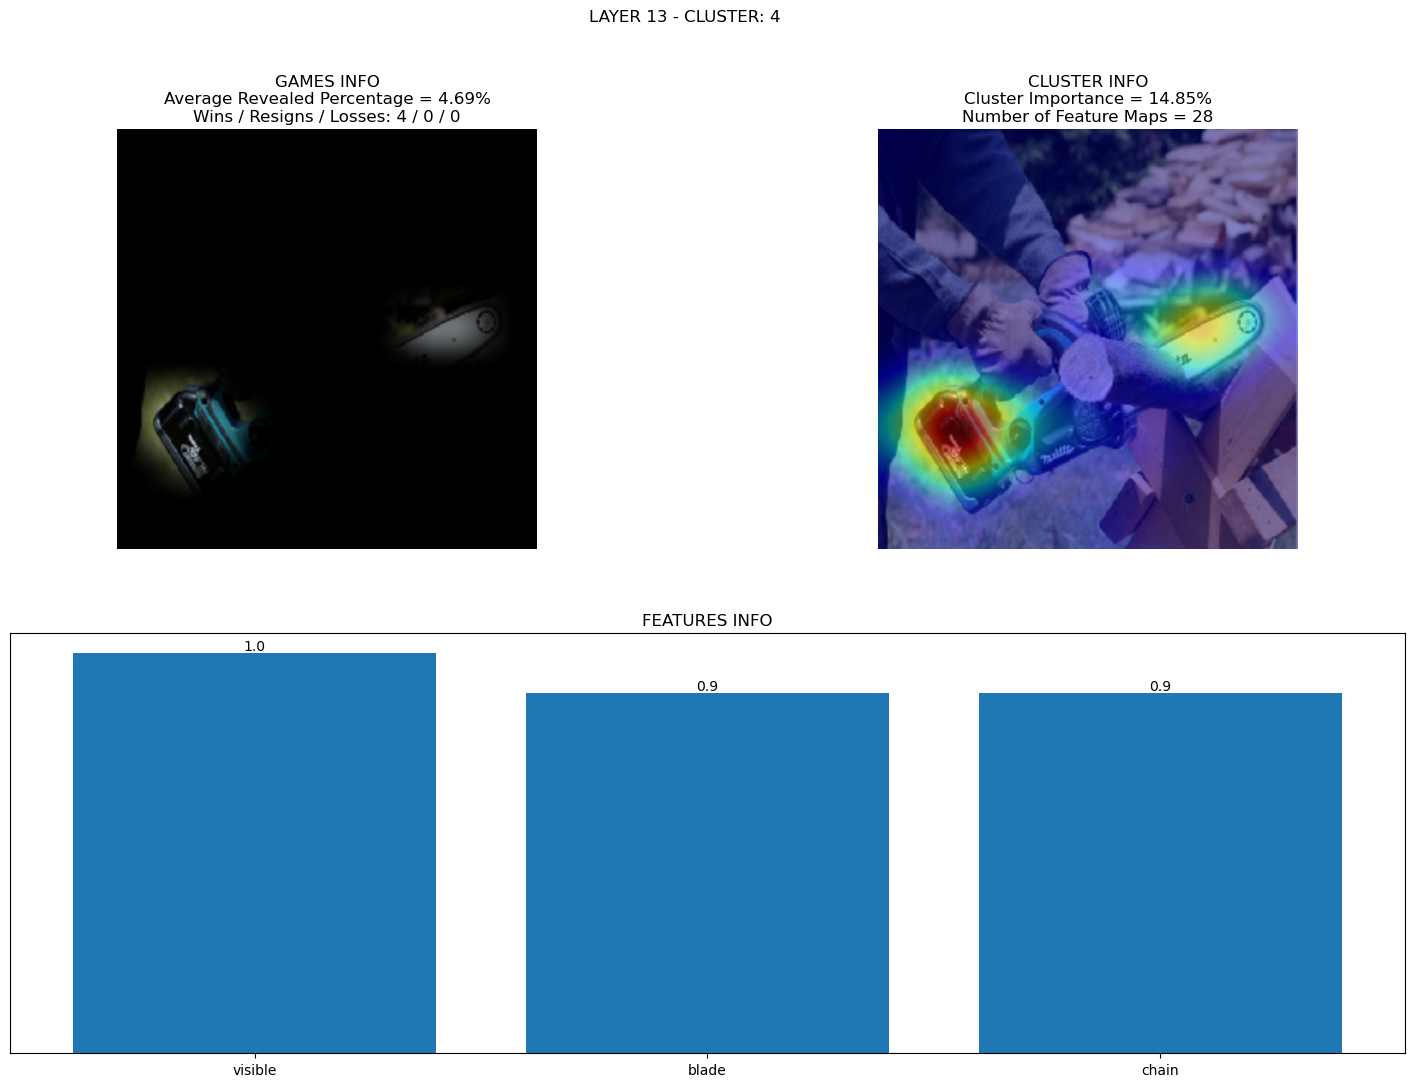 LAYER 13 - CLUSTER: 4
GAMES INFO
Average Revealed Percentage = 4.69%
Wins / Resigns / Losses: 4 / 0 / 0
CLUSTER INFO
Cluster Importance = 14.85%
Number of Feature Maps = 28
FEATURES INFO
1.0
0.9
0.9
visible
blade
chain